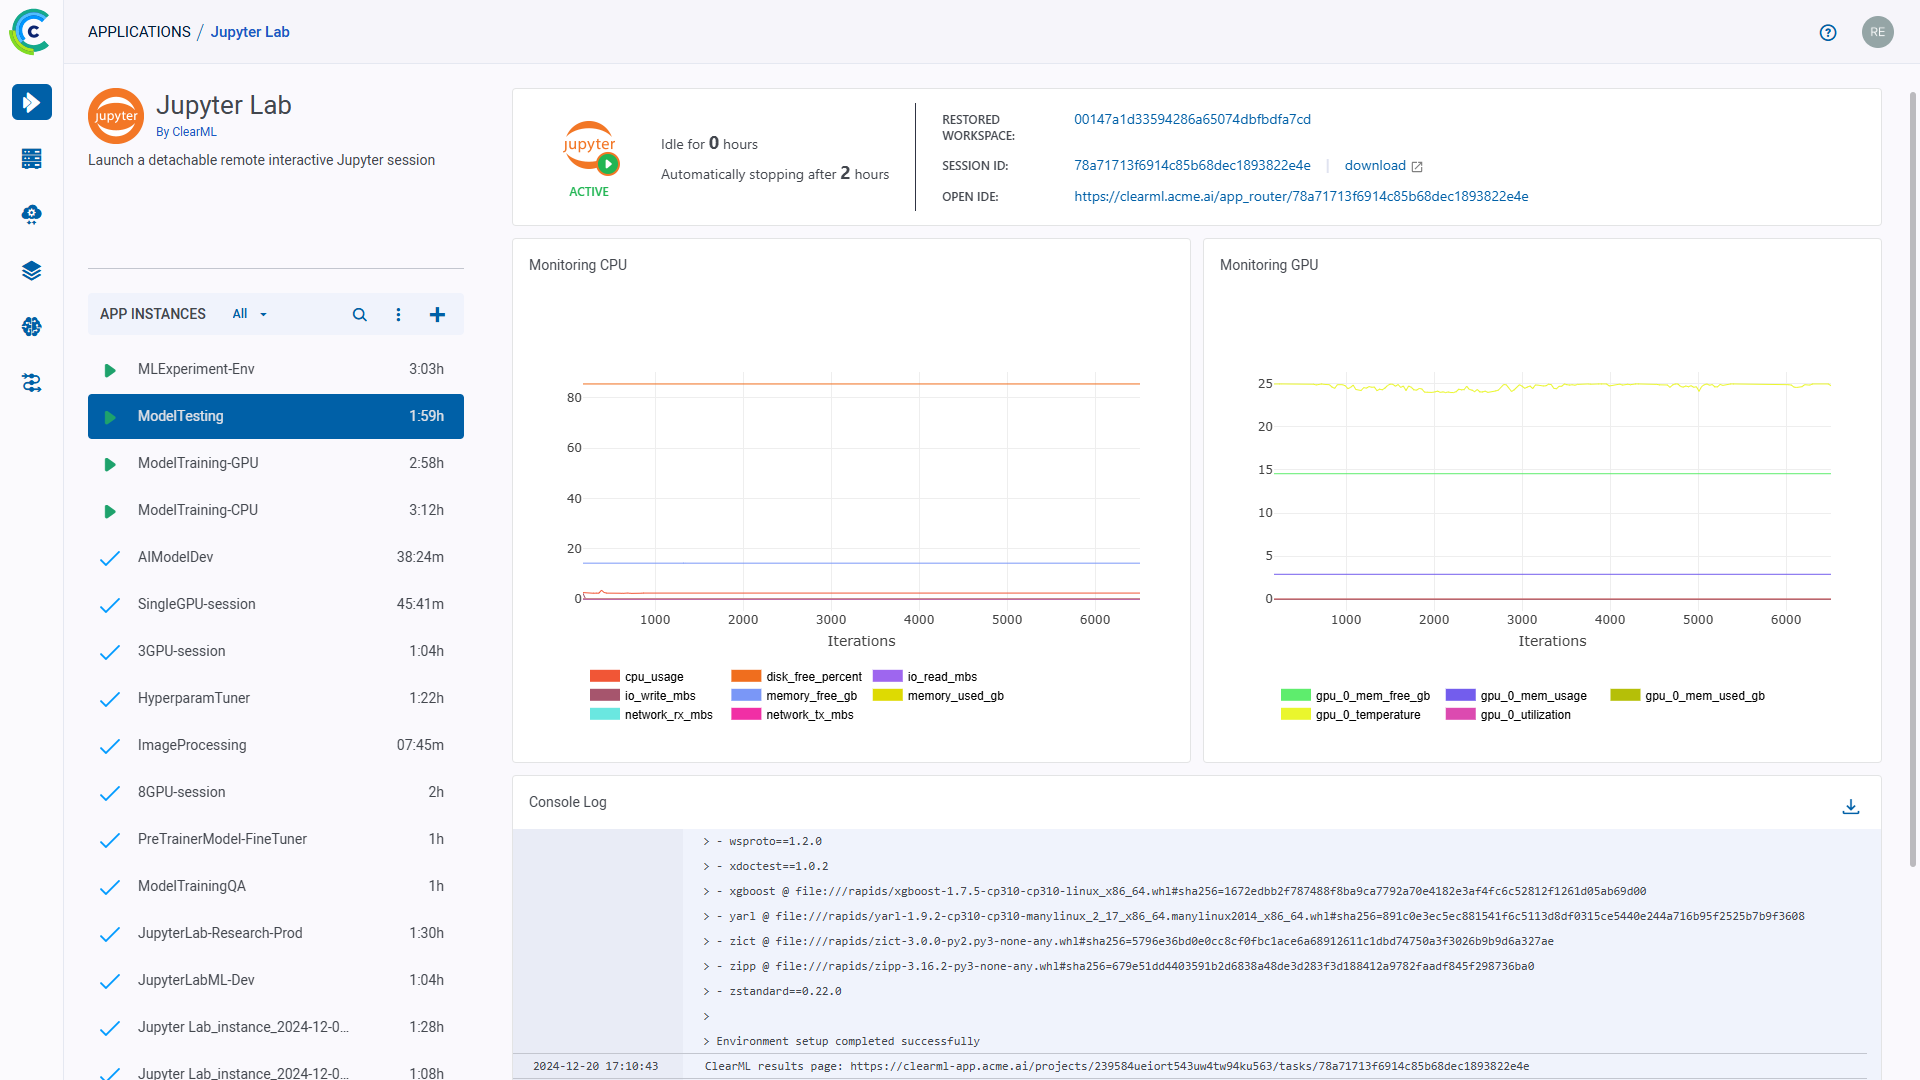 APPLICATIONS / Jupyter Lab
RE
jupyter
Jupyter Lab
By ClearML
Launch a detachable remote interactive Jupyter session
APP INSTANCES All
MLExperiment-Env 3:03h
ModelTesting 1:59h
ModelTraining-GPU 2:58h
ModelTraining-CPU 3:12h
AIModelDev 38:24m
SingleGPU-session 45:41m
3GPU-session 1:04h
HyperparamTuner 1:22h
ImageProcessing 07:45m
8GPU-session 2h
PreTrainerModel-FineTuner 1h
ModelTrainingQA 1h
JupyterLab-Research-Prod 1:30h
JupyterLabML-Dev 1:04h
Jupyter Lab_instance_2024-12-0... 1:28h
Jupyter Lab_instance_2024-12-0... 1:08h
jupyter
ACTIVE
Idle for 0 hours
Automatically stopping after 2 hours
RESTORED WORKSPACE: 00147a1d33594286a65074dbfbdfa7cd
SESSION ID: 78a71713f6914c85b68dec1893822e4e | download
OPEN IDE: https://clearml.acme.ai/app_router/78a71713f6914c85b68dec1893822e4e
Monitoring CPU
80
60
40
20
0
1000 2000 3000 4000 5000 6000
Iterations
cpu_usage disk_free_percent io_read_mbs
io_write_mbs memory_free_gb memory_used_gb
network_rx_mbs network_tx_mbs
Monitoring GPU
25
20
15
10
5
0
1000 2000 3000 4000 5000 6000
Iterations
gpu_0_mem_free_gb gpu_0_mem_usage gpu_0_mem_used_gb
gpu_0_temperature gpu_0_utilization
Console Log
> - wsproto==1.2.0
> - xdoctest==1.0.2
> - xgboost @ file:///rapids/xgboost-1.7.5-cp310-cp310-linux_x86_64.whl#sha256=1672edbb2f787488f8ba9ca7792a70e4182e3af4fc6c52812f1261d05ab69d00
> - yarl @ file:///rapids/yarl-1.9.2-cp310-cp310-manylinux_2_17_x86_64.manylinux2014_x86_64.whl#sha256=891c0e3ec5ec881541f6c5113d8df0315ce5440e244a716b95f2525b7b9f3608
> - zict @ file:///rapids/zict-3.0.0-py2.py3-none-any.whl#sha256=5796e36bd0e0cc8cf0fbc1ace6a68912611c1dbd74750a3f3026b9b9d6a327ae
> - zipp @ file:///rapids/zipp-3.16.2-py3-none-any.whl#sha256=679e51dd4403591b2d6838a48de3d283f3d188412a9782faadf845f298736ba0
> - zstandard==0.22.0
>
> Environment setup completed successfully
2024-12-20 17:10:43 ClearML results page: https://clearml-app.acme.ai/projects/239584ueiort543uw4tw94ku563/tasks/78a71713f6914c85b68dec1893822e4e